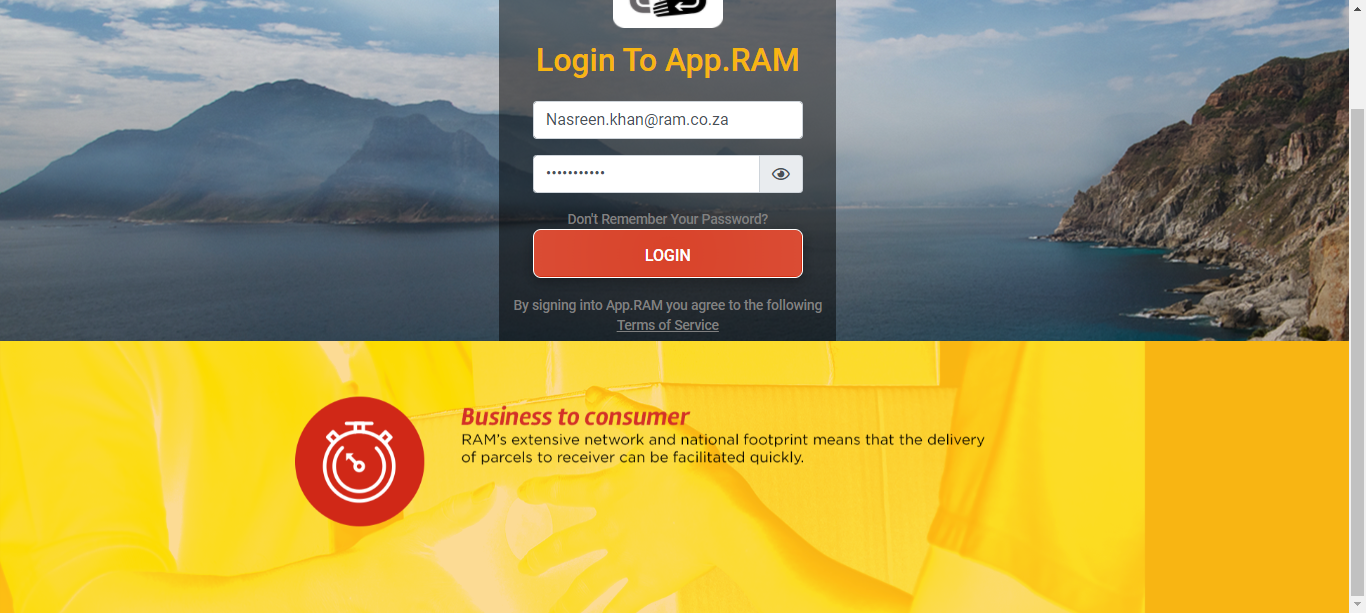 Login To App.RAM
Nasreen.khan@ram.co.za
•••••••••••
Don't Remember Your Password?
LOGIN
By signing into App.RAM you agree to the following
Terms of Service
Business to consumer
RAM's extensive network and national footprint means that the delivery
of parcels to receiver can be facilitated quickly.